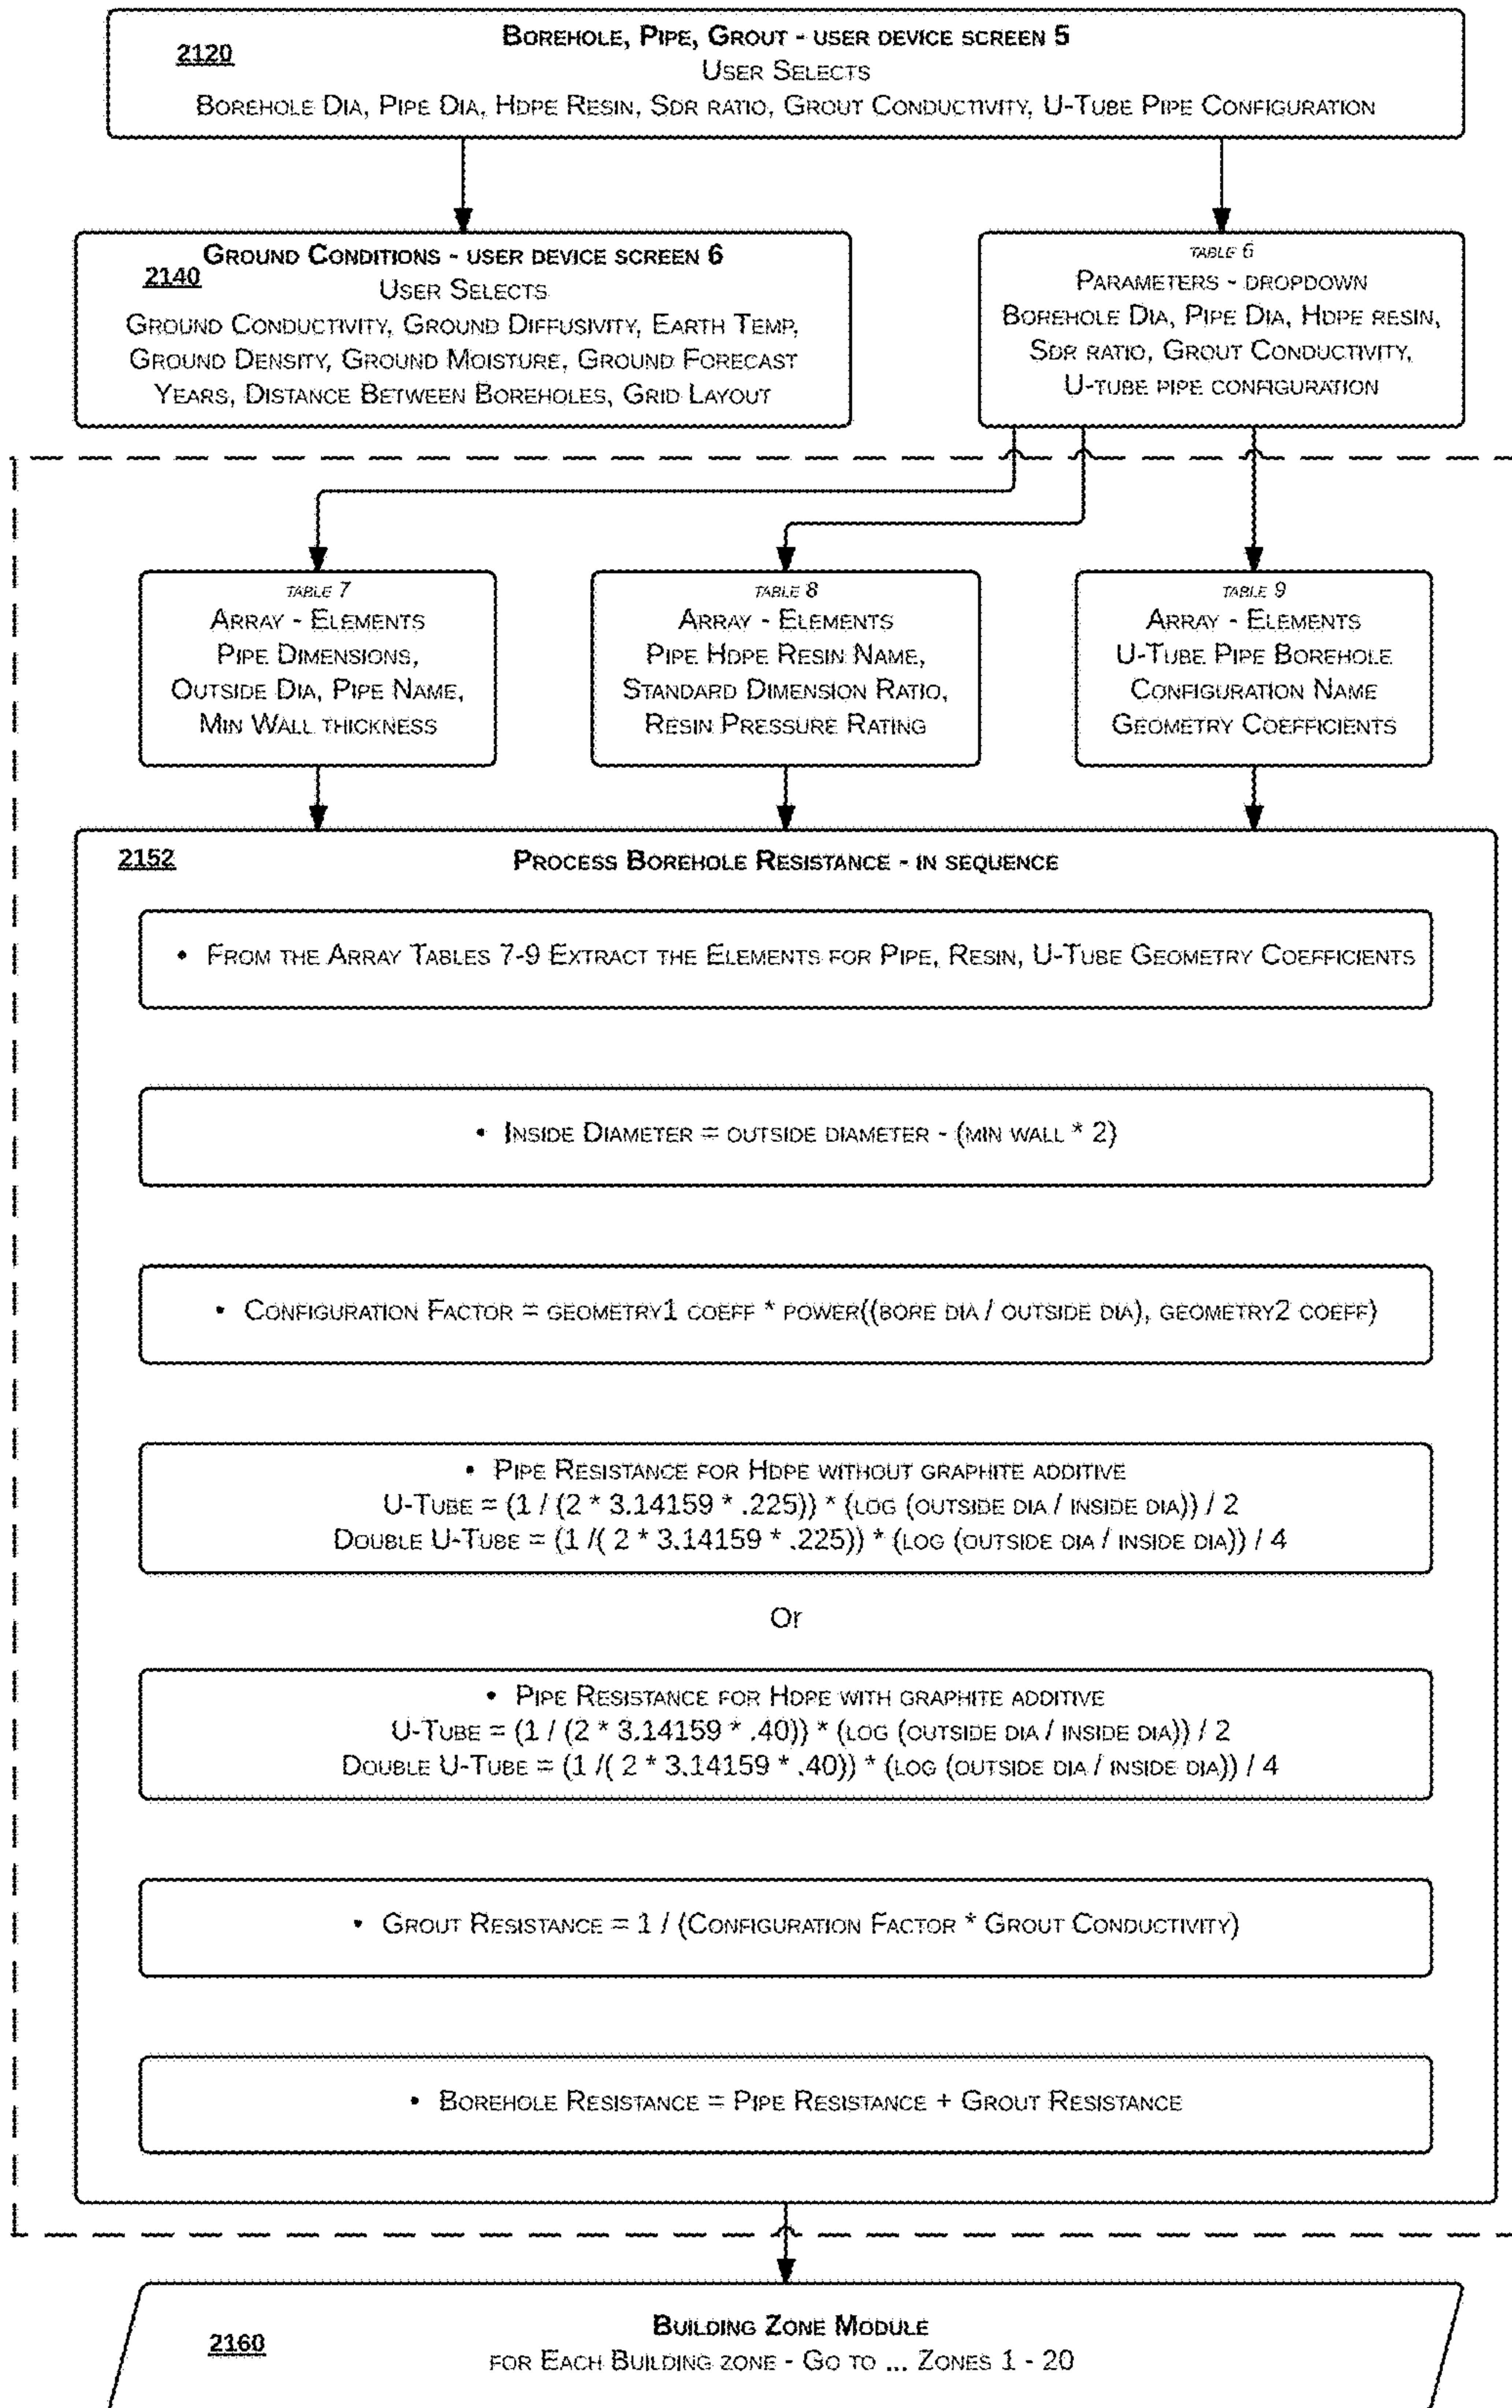 2120
Borehole, Pipe, Grout - user device screen 5
User Selects
Borehole Dia, Pipe Dia, Hdpe Resin, Sdr ratio, Grout Conductivity, U-Tube Pipe Configuration
Ground Conditions - user device screen 6
2140
User Selects
Ground Conductivity, Ground Diffusivity, Earth Temp,
Ground Density, Ground Moisture, Ground Forecast
Years, Distance Between Boreholes, Grid Layout
table 6
Parameters - dropdown
Borehole Dia, Pipe Dia, Hdpe resin,
Sdr ratio, Grout Conductivity,
U-tube pipe configuration
table 7
Array - Elements
Pipe Dimensions,
Outside Dia, Pipe Name,
Min Wall thickness
table 8
Array - Elements
Pipe Hdpe Resin Name,
Standard Dimension Ratio,
Resin Pressure Rating
table 9
Array - Elements
U-Tube Pipe Borehole
Configuration Name
Geometry Coefficients
2152
Process Borehole Resistance - in sequence
• From the Array Tables 7-9 Extract the Elements for Pipe, Resin, U-Tube Geometry Coefficients
• Inside Diameter = outside diameter - (min wall * 2)
• Configuration Factor = geometry1 coeff * power((bore dia / outside dia), geometry2 coeff)
• Pipe Resistance for Hdpe without graphite additive
U-Tube = (1 / (2 * 3.14159 * .225)) * (log (outside dia / inside dia)) / 2
Double U-Tube = (1 /( 2 * 3.14159 * .225)) * (log (outside dia / inside dia)) / 4
Or
• Pipe Resistance for Hdpe with graphite additive
U-Tube = (1 / (2 * 3.14159 * .40)) * (log (outside dia / inside dia)) / 2
Double U-Tube = (1 /( 2 * 3.14159 * .40)) * (log (outside dia / inside dia)) / 4
• Grout Resistance = 1 / (Configuration Factor * Grout Conductivity)
• Borehole Resistance = Pipe Resistance + Grout Resistance
2160
Building Zone Module
for Each Building zone - Go to ... Zones 1 - 20